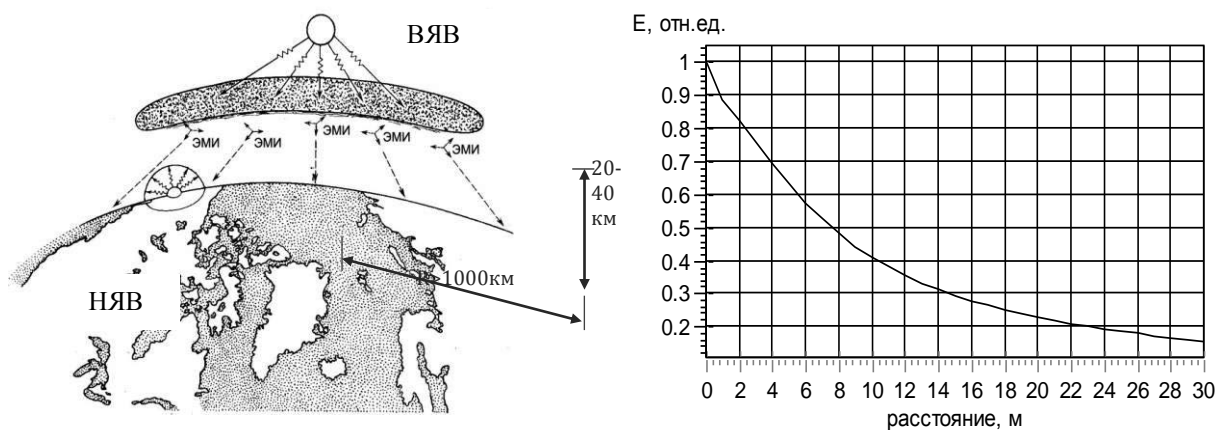 ВЯВ
ЭМИ
ЭМИ
ЭМИ
ЭМИ
ЭМИ
20-
40
км
R>1000км
НЯВ
E, отн.ед.
1
0.9
0.8
0.7
0.6
0.5
0.4
0.3
0.2
0 2 4 6 8 10 12 14 16 18 20 22 24 26 28 30
расстояние, м